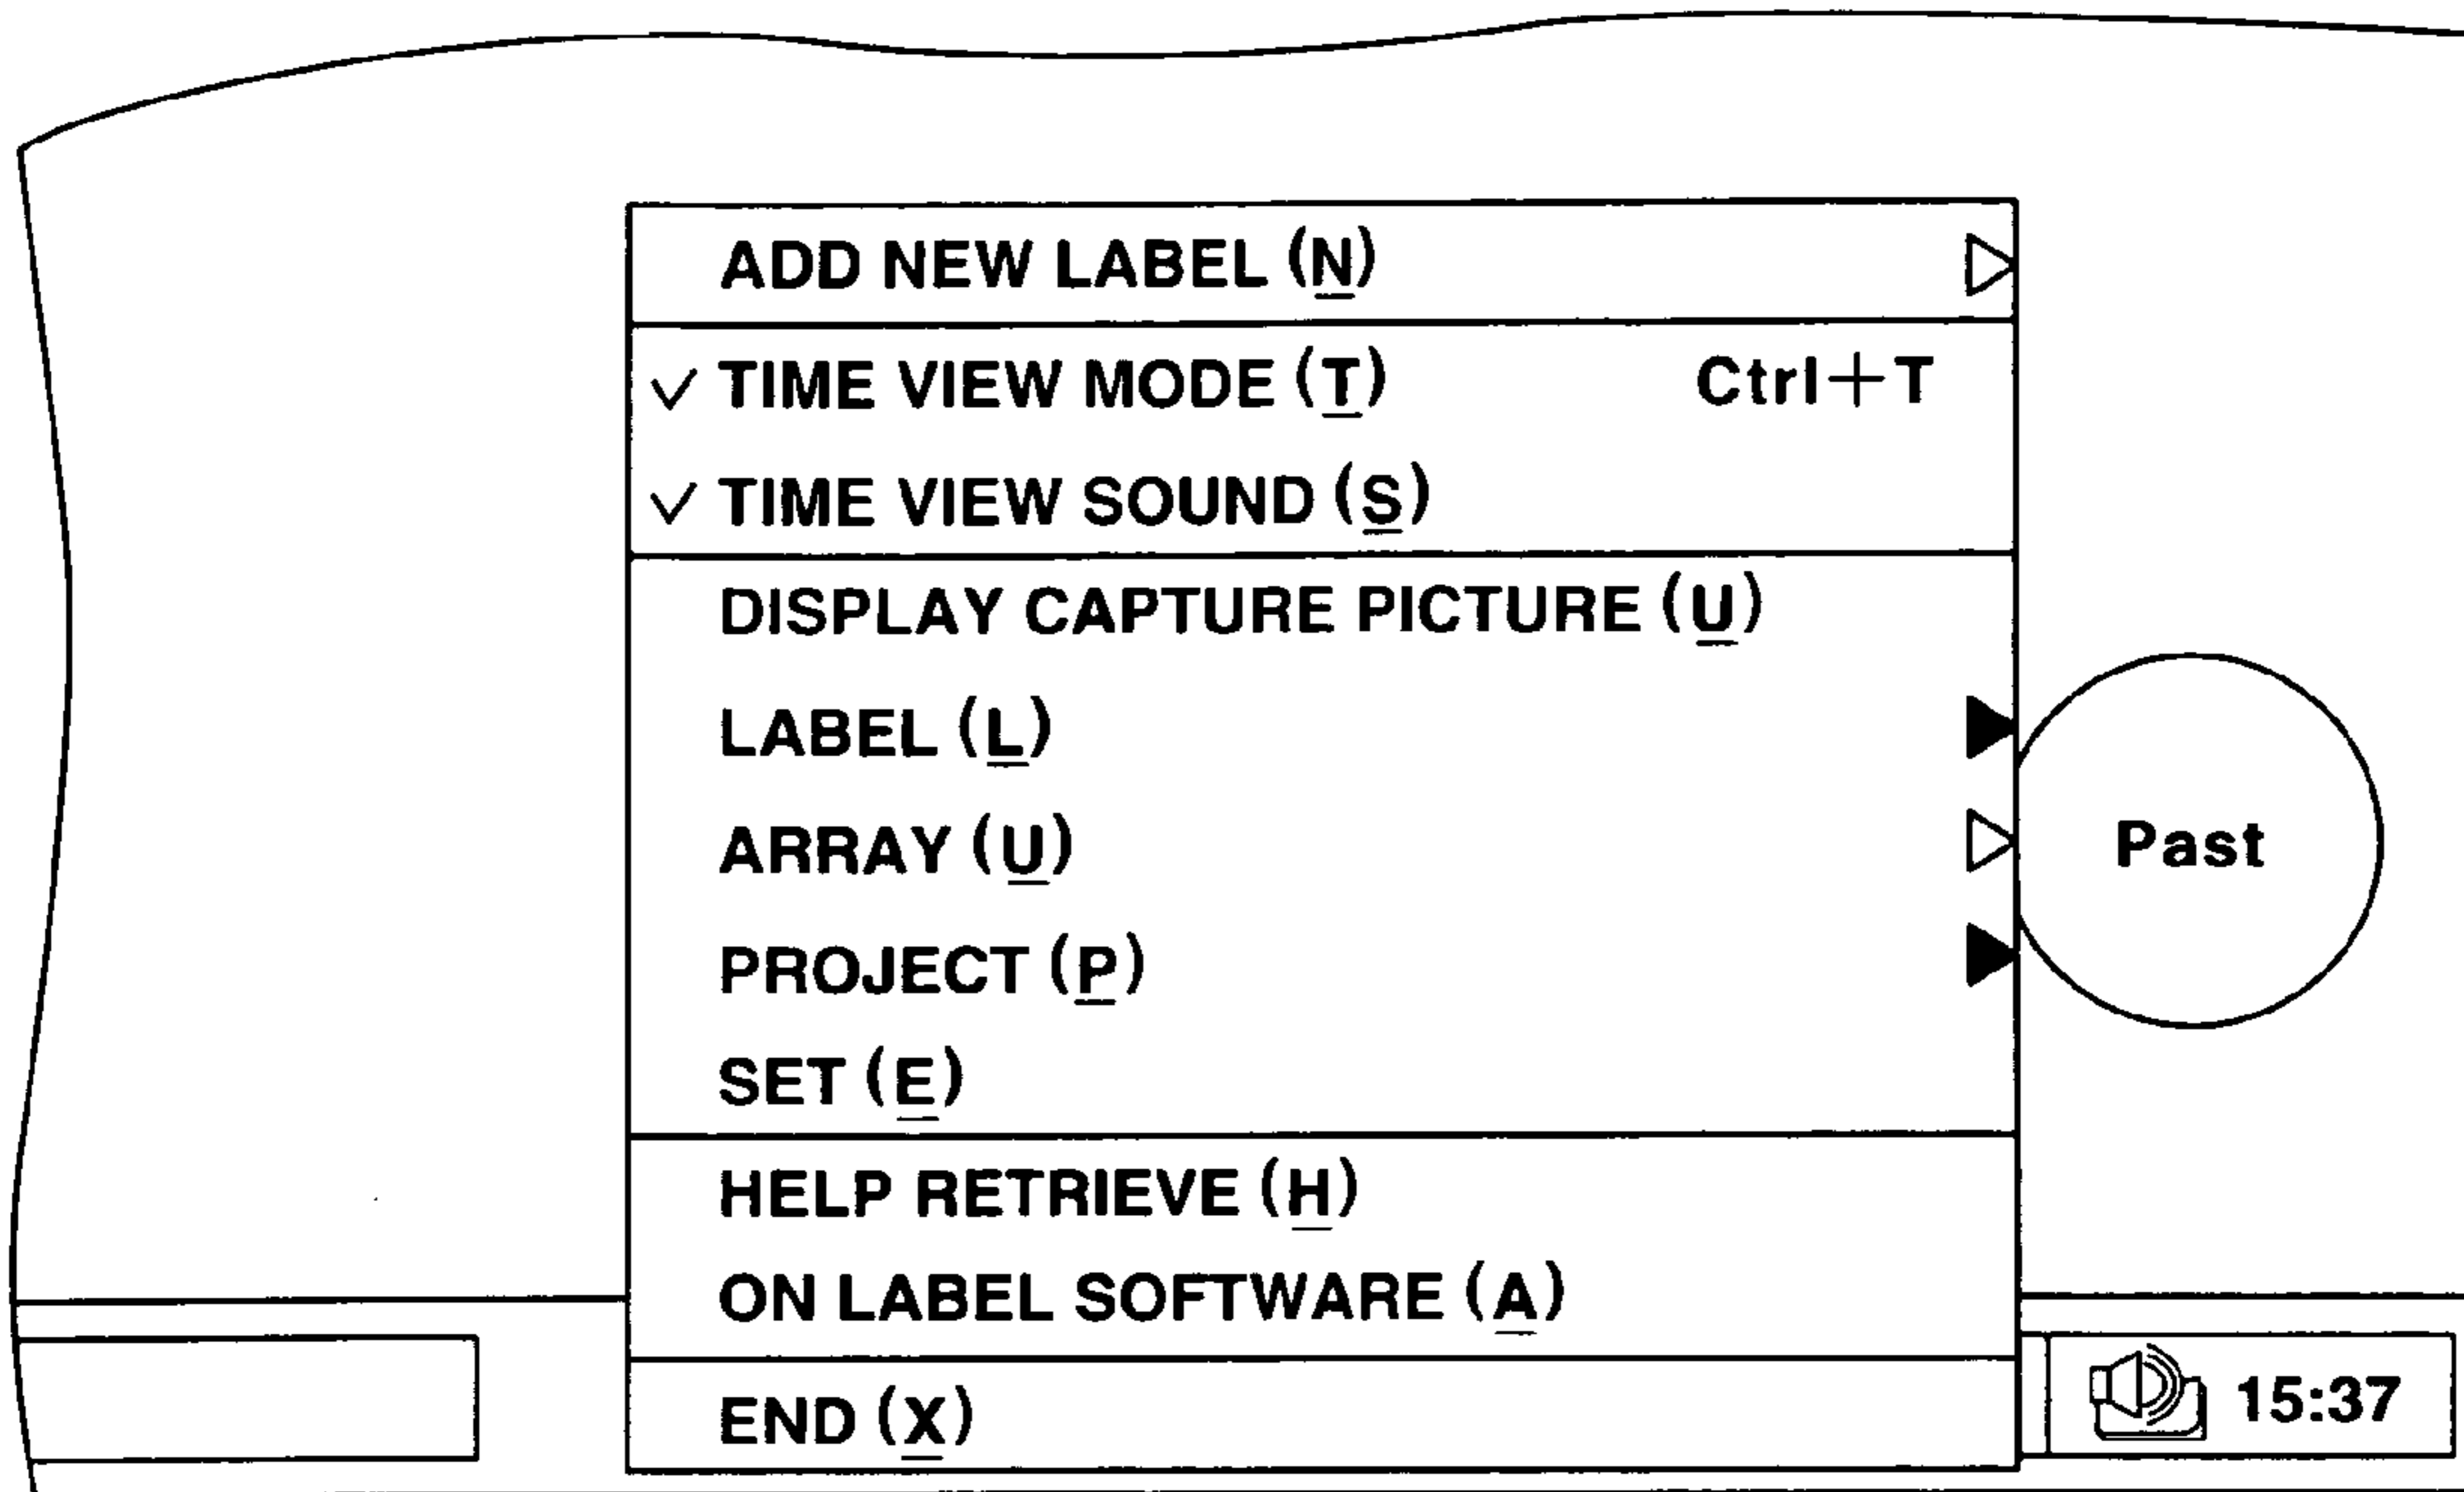 ADD NEW LABEL (N)
TIME VIEW MODE (T) Ctrl+T
TIME VIEW SOUND (S)
DISPLAY CAPTURE PICTURE (U)
LABEL (L)
ARRAY (U)
Past
PROJECT (P)
SET (E)
HELP RETRIEVE (H)
ON LABEL SOFTWARE (A)
END (X)
15:37